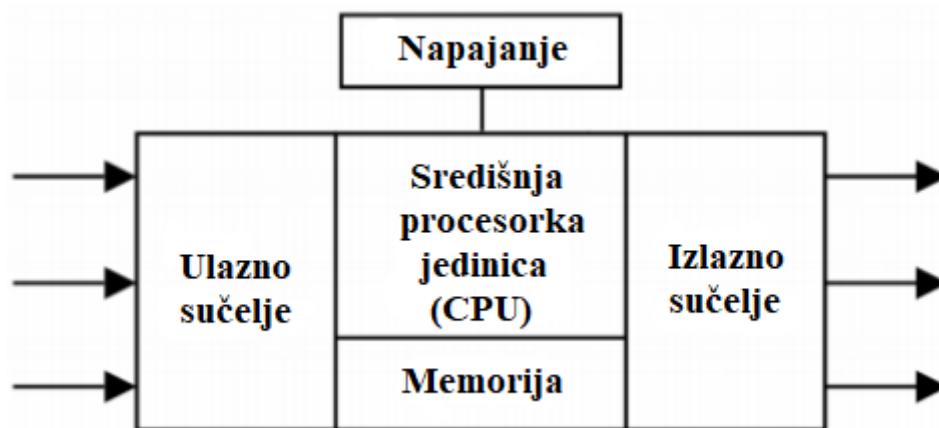 Napajanje
Ulazno
sučelje
Središnja
procesorka
jedinica
(CPU)
Memorija
Izlazno
sučelje